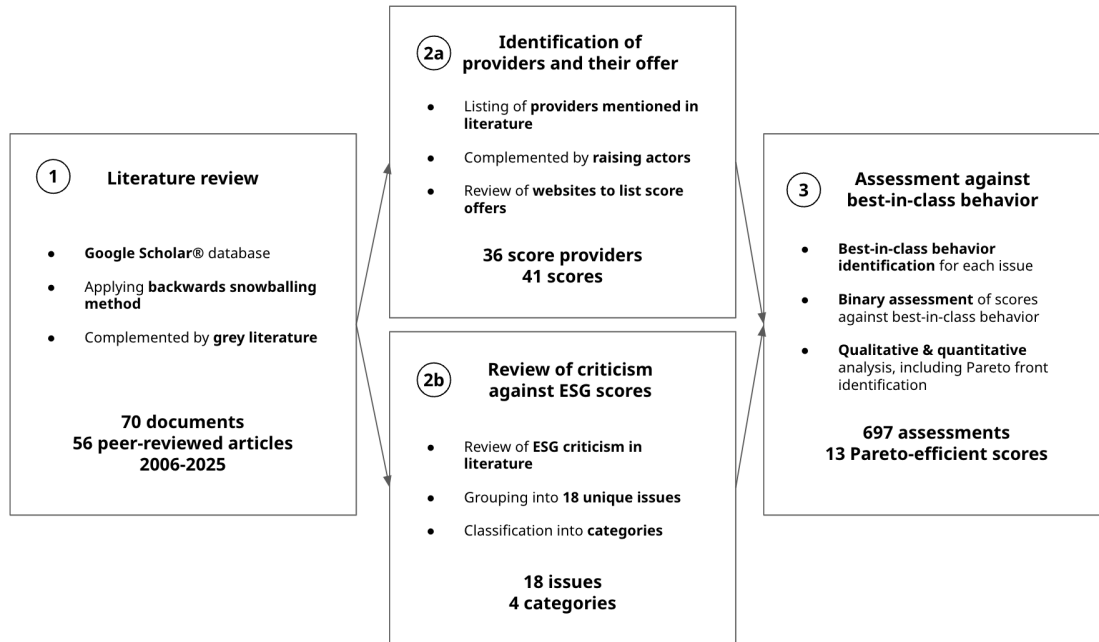 1
Literature review
● Google Scholar® database
● Applying backwards snowballing
method
● Complemented by grey literature
70 documents
56 peer-reviewed articles
2006-2025
2a
Identification of
providers and their offer
● Listing of providers mentioned in
literature
● Complemented by raising actors
● Review of websites to list score
offers
36 score providers
41 scores
2b
Review of criticism
against ESG scores
● Review of ESG criticism in
literature
● Grouping into 18 unique issues
● Classification into categories
18 issues
4 categories
3
Assessment against
best-in-class behavior
● Best-in-class behavior
identification for each issue
● Binary assessment of scores
against best-in-class behavior
● Qualitative & quantitative
analysis, including Pareto front
identification
697 assessments
13 Pareto-efficient scores